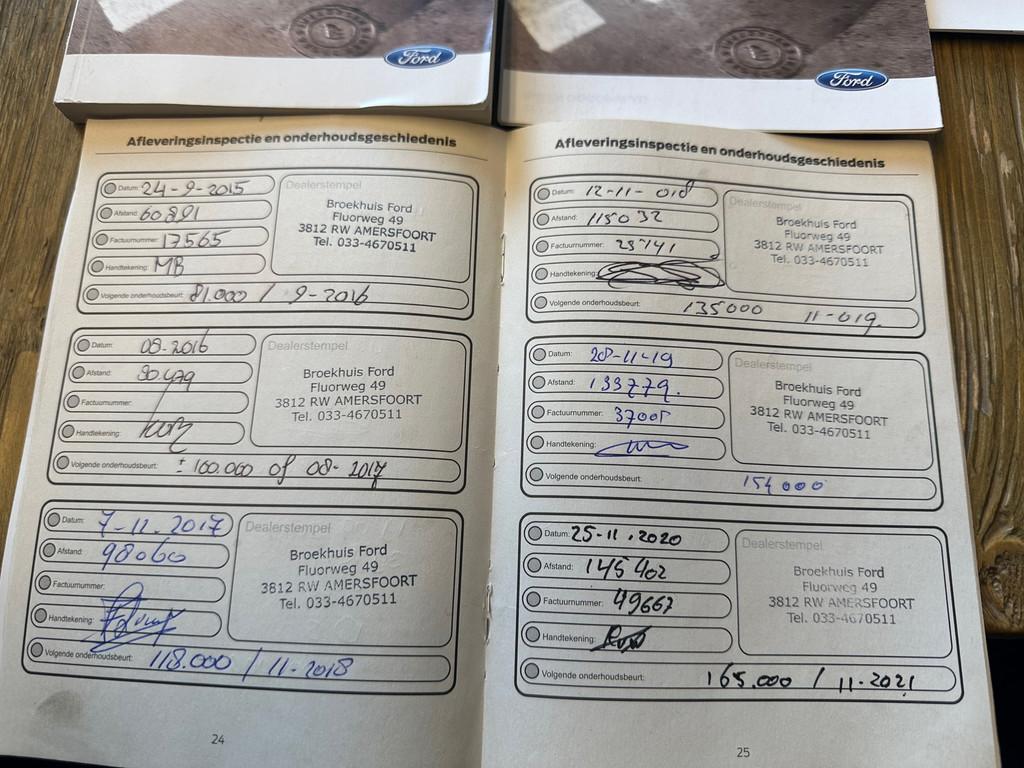 Ford
Ford
Afleveringsinspectie en onderhoudsgeschiedenis
Datum: 24-9-2015
Afstand: 60891
Factuurnummer: 17565
Handtekening: MB
Volgende onderhoudsbeurt: 81.000 / 9-2016
Dealerstempel
Broekhuis Ford
Fluorweg 49
3812 RW AMERSFOORT
Tel. 033-4670511
Datum: 08-2016
Afstand: 80.479
Factuurnummer:
Handtekening:
Volgende onderhoudsbeurt: ± 100.000 of 08-2017
Dealerstempel
Broekhuis Ford
Fluorweg 49
3812 RW AMERSFOORT
Tel. 033-4670511
Datum: 7-11-2017
Afstand: 98060
Factuurnummer:
Handtekening:
Volgende onderhoudsbeurt: 118.000 / 11-2018
Dealerstempel
Broekhuis Ford
Fluorweg 49
3812 RW AMERSFOORT
Tel. 033-4670511
24
Afleveringsinspectie en onderhoudsgeschiedenis
Datum: 12-11-018
Afstand: 115032
Factuurnummer:
Handtekening:
Volgende onderhoudsbeurt: 135000 11-019.
Dealerstempel
Broekhuis Ford
Fluorweg 49
3812 RW AMERSFOORT
Tel. 033-4670511
Datum: 20-11-19
Afstand: 133779.
Factuurnummer:
Handtekening:
Volgende onderhoudsbeurt: 154000
Dealerstempel
Broekhuis Ford
Fluorweg 49
3812 RW AMERSFOORT
Tel. 033-4670511
Datum: 25-11-2020
Afstand: 145402
Factuurnummer: 49667
Handtekening:
Volgende onderhoudsbeurt: 165.000 / 11-2021
Dealerstempel
Broekhuis Ford
Fluorweg 49
3812 RW AMERSFOORT
Tel. 033-4670511
25